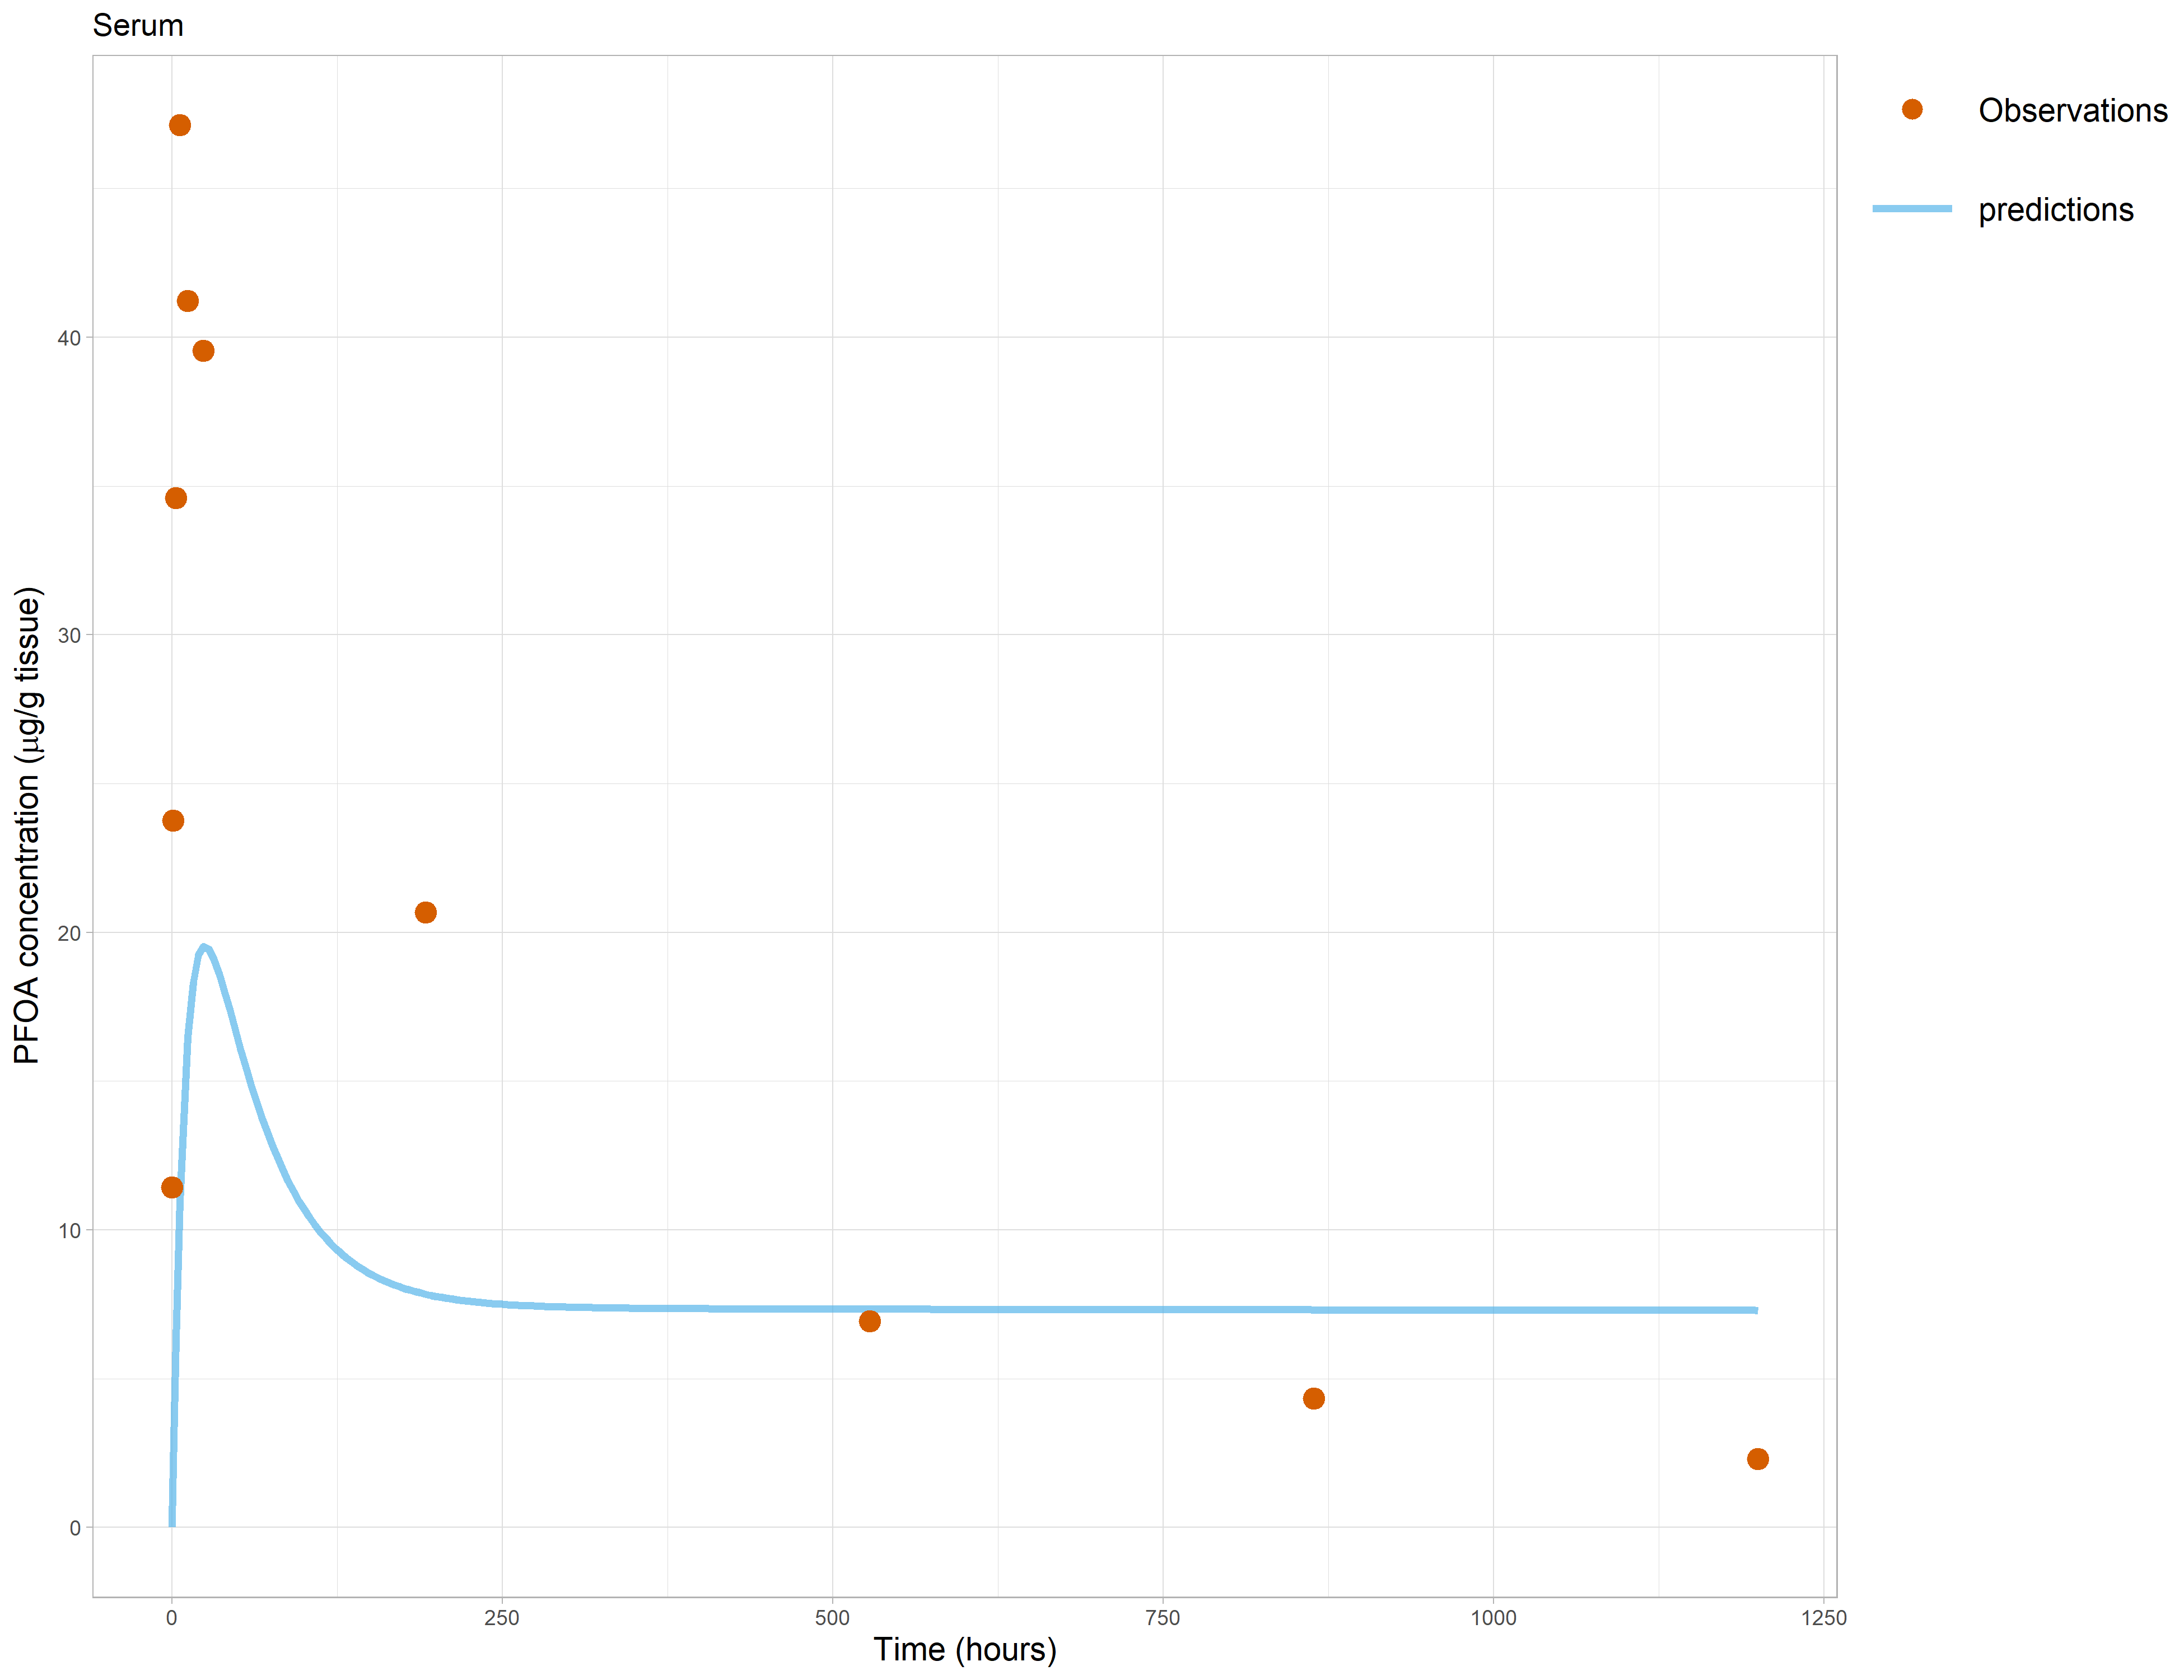 Serum
Observations
predictions
40
30
20
10
0
PFOA concentration (μg/g tissue)
0 250 500 750 1000 1250
Time (hours)